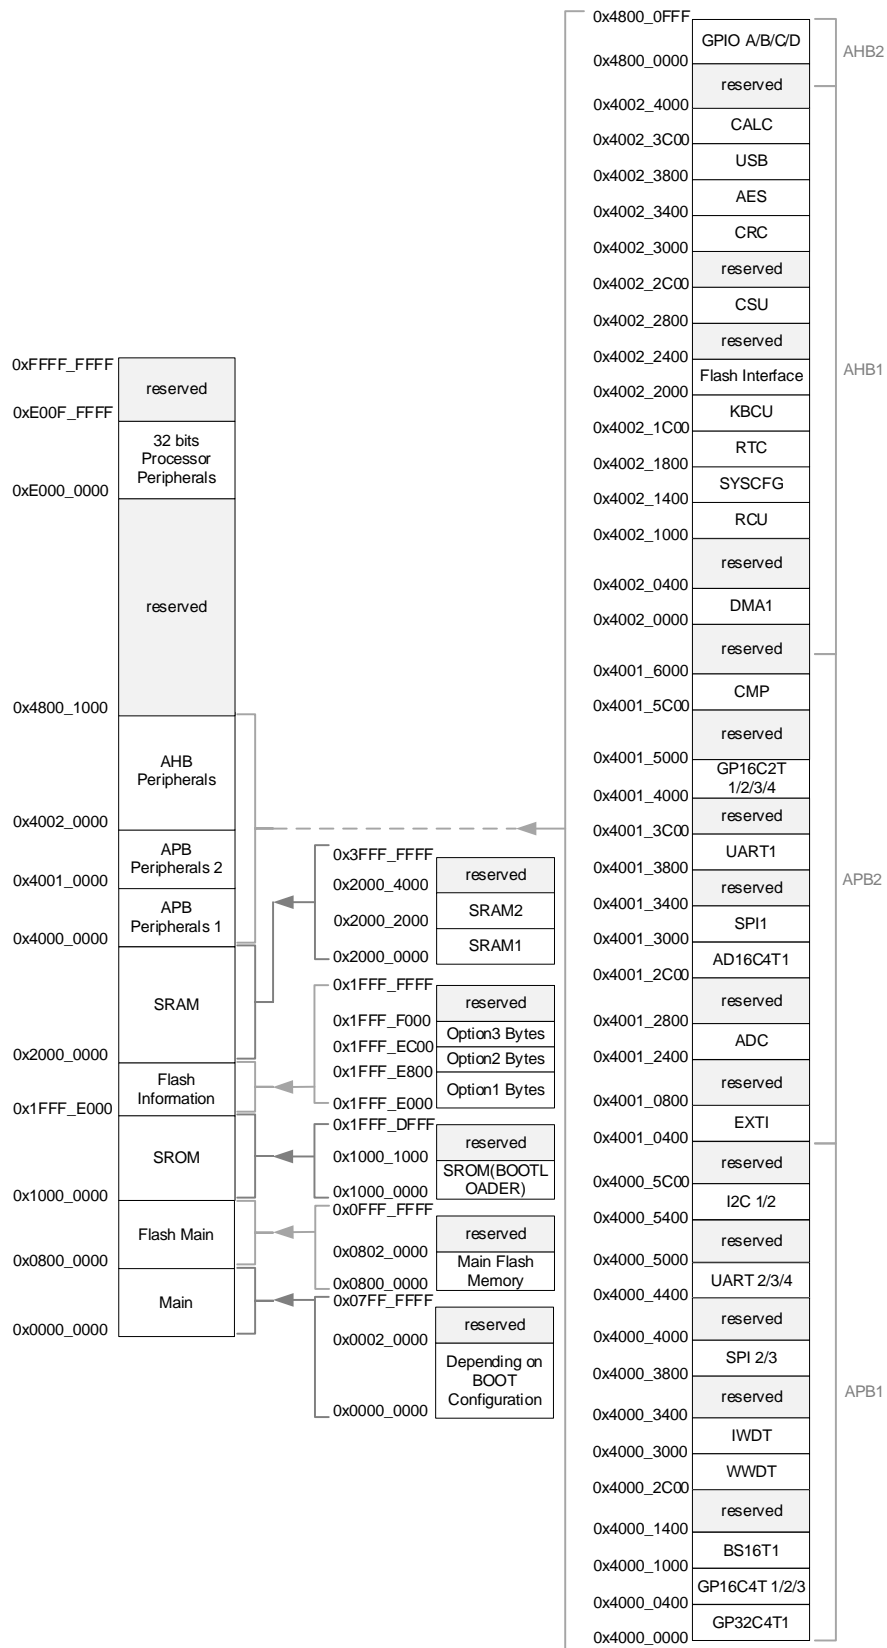 0xFFFF_FFFF
reserved
0xE00F_FFFF
32 bits
Processor
Peripherals
0xE000_0000
reserved
0x4800_1000
AHB
Peripherals
0x4002_0000
APB
Peripherals 2
0x4001_0000
APB
Peripherals 1
0x4000_0000
SRAM
0x2000_0000
Flash
Information
0x1FFF_E000
SROM
0x1000_0000
Flash Main
0x0800_0000
Main
0x0000_0000
0x3FFF_FFFF
reserved
0x2000_4000
SRAM2
0x2000_2000
SRAM1
0x2000_0000
0x1FFF_FFFF
reserved
0x1FFF_F000
Option3 Bytes
0x1FFF_EC00
Option2 Bytes
0x1FFF_E800
Option1 Bytes
0x1FFF_E000
0x1FFF_DFFF
reserved
0x1000_1000
SROM(BOOTL
OADER)
0x1000_0000
0x0FFF_FFFF
reserved
0x0802_0000
Main Flash
Memory
0x0800_0000
0x07FF_FFFF
reserved
0x0002_0000
Depending on
BOOT
Configuration
0x0000_0000
0x4800_0FFF
GPIO A/B/C/D
0x4800_0000
reserved
0x4002_4000
CALC
0x4002_3C00
USB
0x4002_3800
AES
0x4002_3400
CRC
0x4002_3000
reserved
0x4002_2C00
CSU
0x4002_2800
reserved
0x4002_2400
Flash Interface
0x4002_2000
KBCU
0x4002_1C00
RTC
0x4002_1800
SYSCFG
0x4002_1400
RCU
0x4002_1000
reserved
0x4002_0400
DMA1
0x4002_0000
reserved
0x4001_6000
CMP
0x4001_5C00
reserved
0x4001_5000
GP16C2T
1/2/3/4
0x4001_4000
reserved
0x4001_3C00
UART1
0x4001_3800
reserved
0x4001_3400
SPI1
0x4001_3000
AD16C4T1
0x4001_2C00
reserved
0x4001_2800
ADC
0x4001_2400
reserved
0x4001_0800
EXTI
0x4001_0400
reserved
0x4000_5C00
I2C 1/2
0x4000_5400
reserved
0x4000_5000
UART 2/3/4
0x4000_4400
reserved
0x4000_4000
SPI 2/3
0x4000_3800
reserved
0x4000_3400
IWDT
0x4000_3000
WWDT
0x4000_2C00
reserved
0x4000_1400
BS16T1
0x4000_1000
GP16C4T 1/2/3
0x4000_0400
GP32C4T1
0x4000_0000
AHB2
AHB1
APB2
APB1